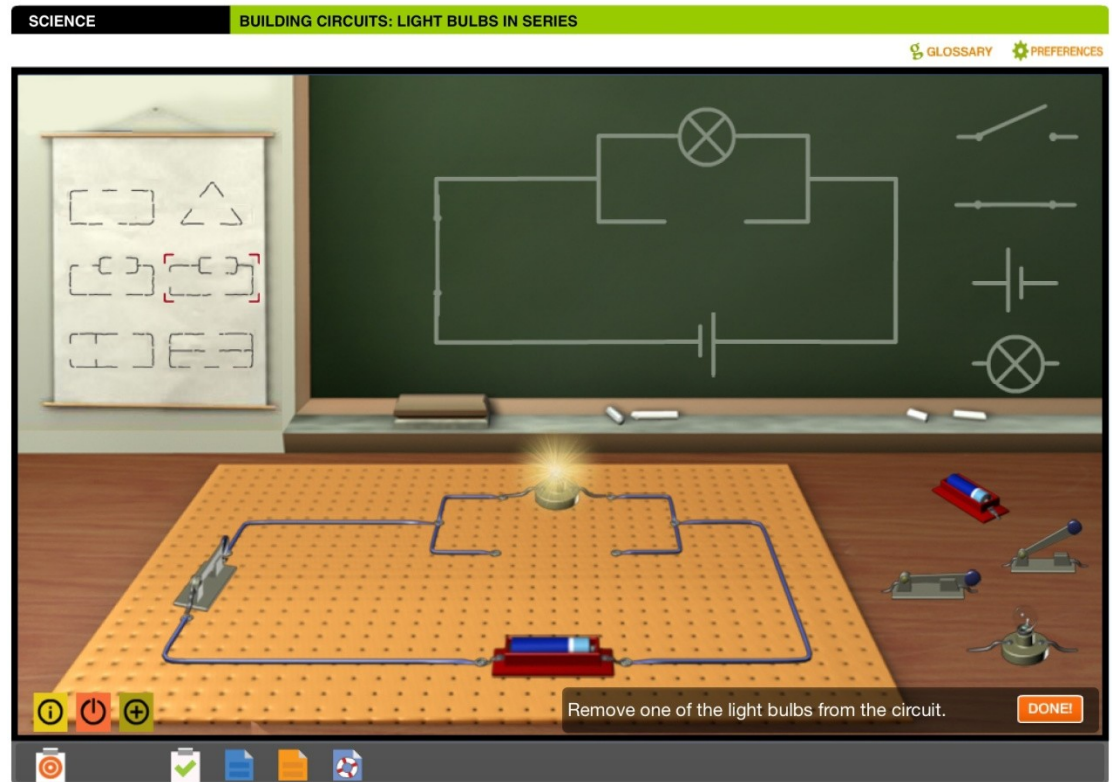 SCIENCE
BUILDING CIRCUITS: LIGHT BULBS IN SERIES
g GLOSSARY
PREFERENCES
Remove one of the light bulbs from the circuit.
DONE!